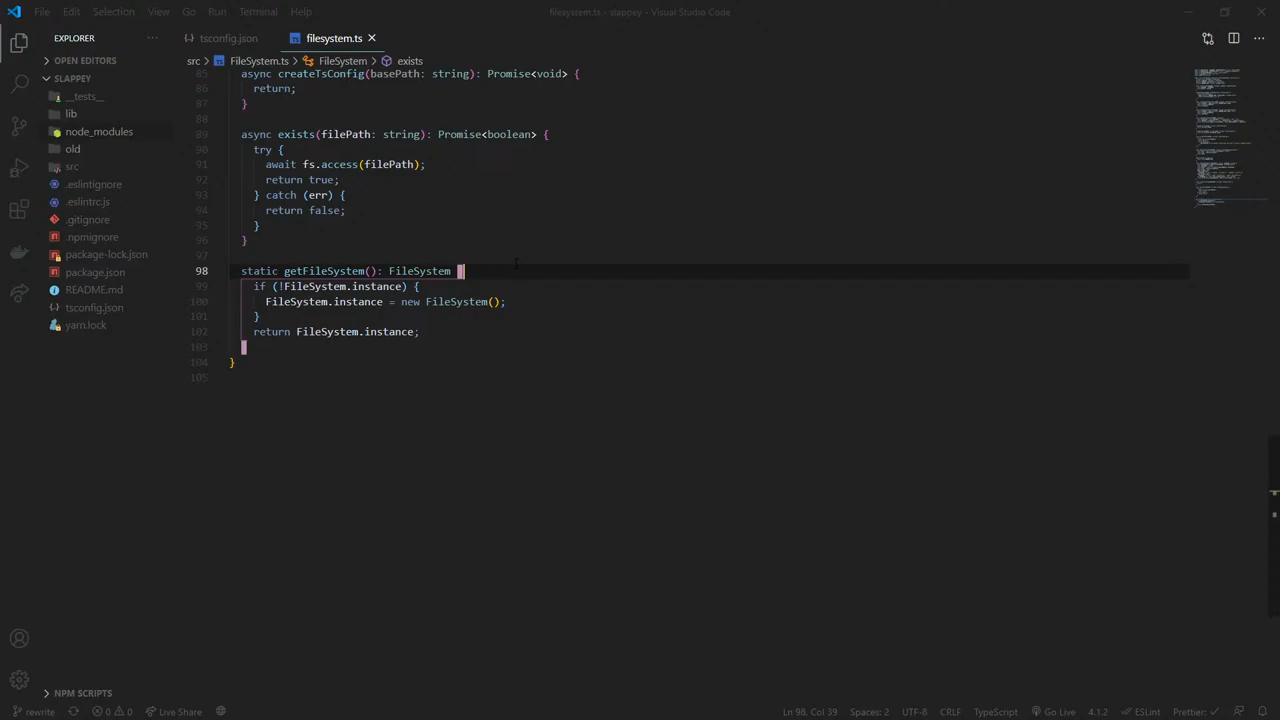 File Edit Selection View Go Run Terminal Help
filesystem.ts - slappey - Visual Studio Code
EXPLORER
tsconfig.json
filesystem.ts
OPEN EDITORS
SLAPPEY
__tests__
lib
node_modules
old
src
.eslintignore
.eslintrc.js
.gitignore
.npmignore
package-lock.json
package.json
README.md
tsconfig.json
yarn.lock
NPM SCRIPTS
src > FileSystem.ts > FileSystem > exists
85 async createTsConfig(basePath: string): Promise<void> {
86 return;
87 }
88
89 async exists(filePath: string): Promise<boolean> {
90 try {
91 await fs.access(filePath);
92 return true;
93 } catch (err) {
94 return false;
95 }
96 }
97
98 static getFileSystem(): FileSystem {
99 if (!FileSystem.instance) {
100 FileSystem.instance = new FileSystem();
101 }
102 return FileSystem.instance;
103 }
104 }
105
rewrite 0 0 Live Share Ln 98, Col 39 Spaces: 2 UTF-8 CRLF TypeScript Go Live 4.1.2 ESLint Prettier: